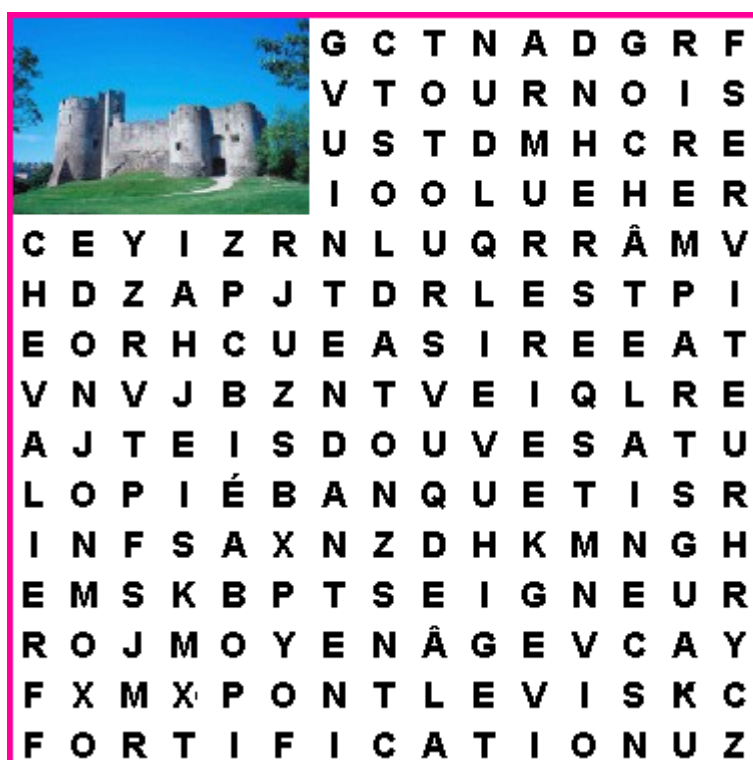 G C T N A D G R F
V T O U R N O I S
U S T D M H C R E
I O O L U E H E R
C E Y I Z R N L U Q R R Â M V
H D Z A P J T D R L E S T P I
E O R H C U E A S I R E E A T
V N V J B Z N T V E I Q L R E
A J T E I S D O U V E S A T U
L O P I É B A N Q U E T I S R
I N F S A X N Z D H K M N G H
E M S K B P T S E I G N E U R
R O J M O Y E N Â G E V C A Y
F X M X P O N T L E V I S K C
F O R T I F I C A T I O N U Z